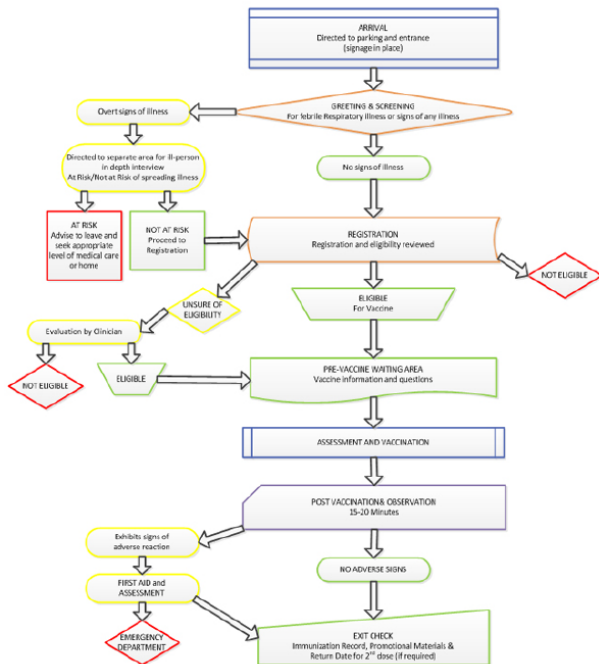 ARRIVAL
Directed to parking and entrance
(signage in place)
GREETING & SCREENING
For febrile Respiratory Illness or signs of any illness
Overt signs of illness
Directed to separate area for ill-person
in depth interview
At Risk/Not at Risk of spreading illness
No signs of illness
AT RISK
Advise to leave and
seek appropriate
level of medical care
or home
NOT AT RISK
Proceed to
Registration
REGISTRATION
Registration and eligibility reviewed
NOT ELIGIBLE
UNSURE OF
ELIGIBILITY
ELIGIBLE
For Vaccine
Evaluation by Clinician
NOT ELIGIBLE
ELIGIBLE
PRE-VACCINE WAITING AREA
Vaccine information and questions
ASSESSMENT AND VACCINATION
POST VACCINATION& OBSERVATION
15-20 Minutes
Exhibits signs of
adverse reaction
NO ADVERSE SIGNS
FIRST AID and
ASSESSMENT
EMERGENCY
DEPARTMENT
EXIT CHECK
Immunization Record, Promotional Materials &
Return Date for 2nd dose (if required)